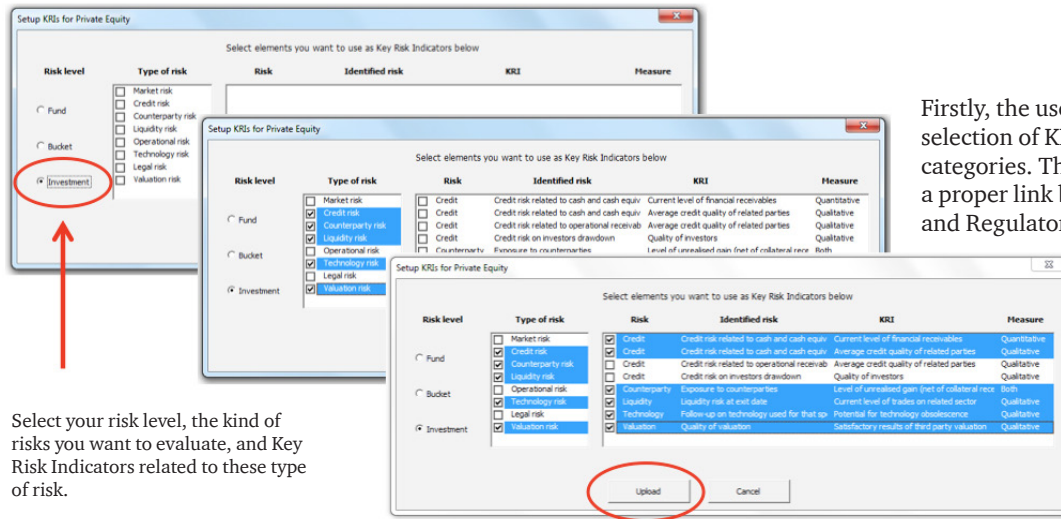 Setup KRIs for Private Equity
Select elements you want to use as Key Risk Indicators below
Risk level Type of risk Risk Identified risk KRI Measure
Market risk
Credit risk
Fund
Counterparty risk
Liquidity risk
Bucket
Operational risk
Technology risk
Legal risk
Investment
Valuation risk
Setup KRIs for Private Equity
Select elements you want to use as Key Risk Indicators below
Risk level Type of risk Risk Identified risk KRI Measure
Market risk Credit Credit risk related to cash and cash equiv Current level of financial receivables Quantitative
Credit risk Credit Credit risk related to cash and cash equiv Average credit quality of related parties Qualitative
Fund
Counterparty risk Credit Credit risk related to operational receivab Average credit quality of related parties Qualitative
Liquidity risk Credit Credit risk on investors drawdown Quality of investors Qualitative
Bucket
Operational risk Counterparty Exposure to counterparties Level of unrealised gain (net of collateral rece Both
Technology risk
Legal risk
Investment
Valuation risk
Setup KRIs for Private Equity
Select elements you want to use as Key Risk Indicators below
Risk level Type of risk Risk Identified risk KRI Measure
Market risk Credit Credit risk related to cash and cash equiv Current level of financial receivables Quantitative
Credit risk Credit Credit risk related to cash and cash equiv Average credit quality of related parties Qualitative
Fund
Counterparty risk Credit Credit risk related to operational receivab Average credit quality of related parties Qualitative
Liquidity risk Credit Credit risk on investors drawdown Quality of investors Qualitative
Bucket
Operational risk Counterparty Exposure to counterparties Level of unrealised gain (net of collateral rece Both
Technology risk Liquidity Liquidity risk at exit date Current level of trades on related sector Qualitative
Legal risk Technology Follow-up on technology used for that spe Potential for technology obsolescence Qualitative
Investment
Valuation risk Valuation Quality of valuation Satisfactory results of third party valuation Qualitative
Upload Cancel
Select your risk level, the kind of
risks you want to evaluate, and Key
Risk Indicators related to these type
of risk.
Firstly, the use
selection of K
categories. Th
a proper link
and Regulator